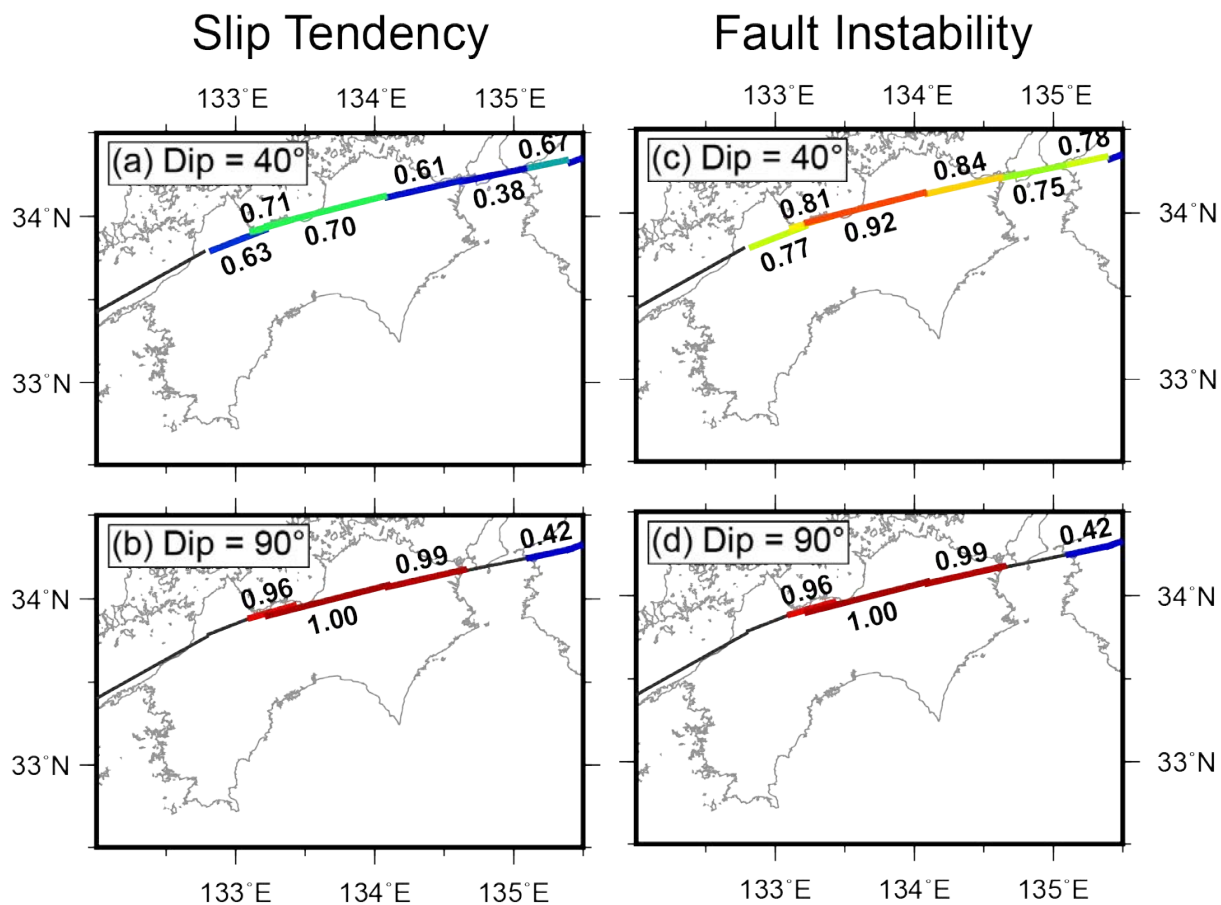 Slip Tendency
Fault Instability
133°E 134°E 135°E
133°E 134°E 135°E
(a) Dip = 40°
0.67
0.61
0.38
0.71
0.70
0.63
34°N
33°N
(c) Dip = 40°
0.78
0.84
0.75
0.81
0.92
0.77
34°N
33°N
(b) Dip = 90°
0.42
0.99
0.96
1.00
34°N
33°N
133°E 134°E 135°E
(d) Dip = 90°
0.42
0.99
0.96
1.00
34°N
33°N
133°E 134°E 135°E